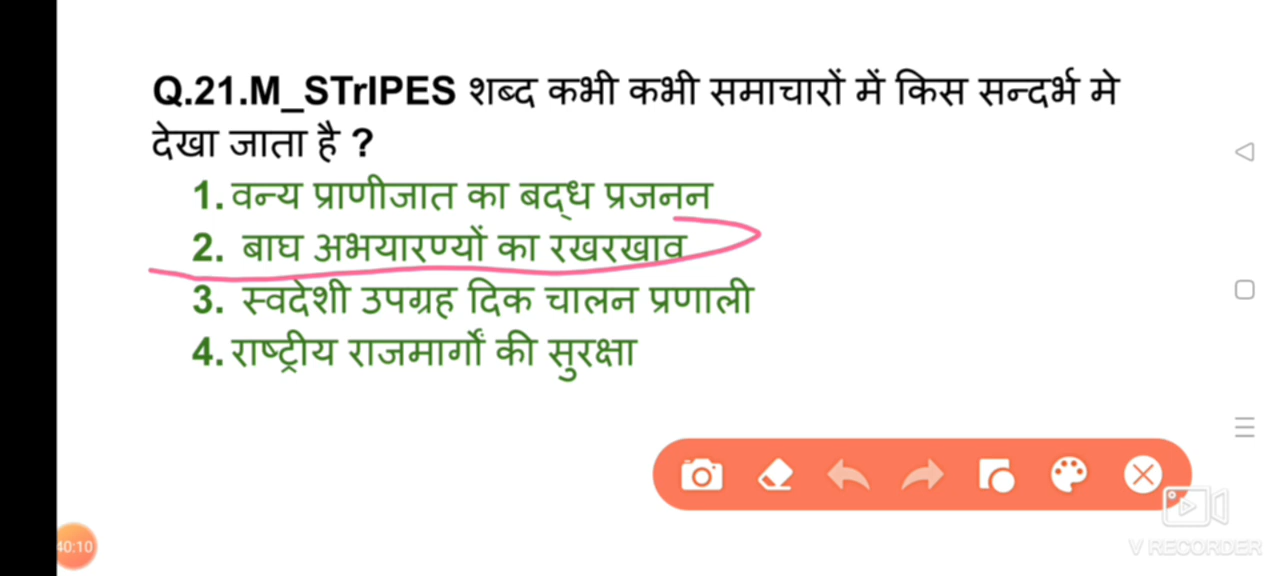 Q.21.M_STrIPES शब्द कभी कभी समाचारों में किस सन्दर्भ मे
देखा जाता है ?
1. वन्य प्राणीजात का बद्ध प्रजनन
2. बाघ अभयारण्यों का रखरखाव
3. स्वदेशी उपग्रह दिक चालन प्रणाली
4. राष्ट्रीय राजमार्गों की सुरक्षा
40:10
V RECORDER